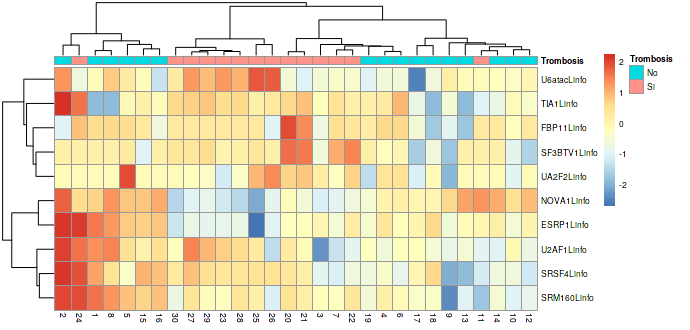 Trombosis
U6atacLinfo
TIA1Linfo
FBP11Linfo
SF3BTV1Linfo
UA2F2Linfo
NOVA1Linfo
ESRP1Linfo
U2AF1Linfo
SRSF4Linfo
SRM160Linfo
2 24 1 8 5 15 16 30 27 29 23 28 25 26 20 21 3 7 22 19 4 6 17 18 9 13 11 14 10 12
2
1
0
-1
-2
Trombosis
No
Si